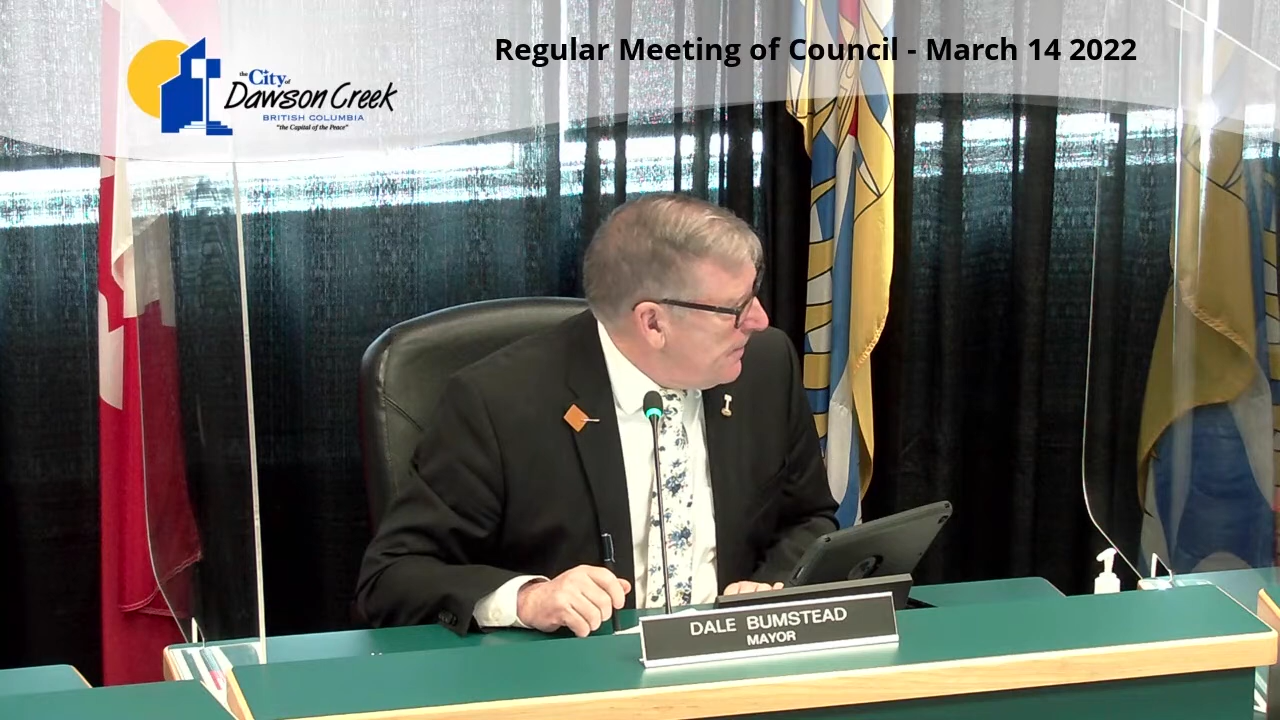 Regular Meeting of Council - March 14 2022
the City of
Dawson Creek
BRITISH COLUMBIA
"the Capital of the Peace"
DALE BUMSTEAD
MAYOR